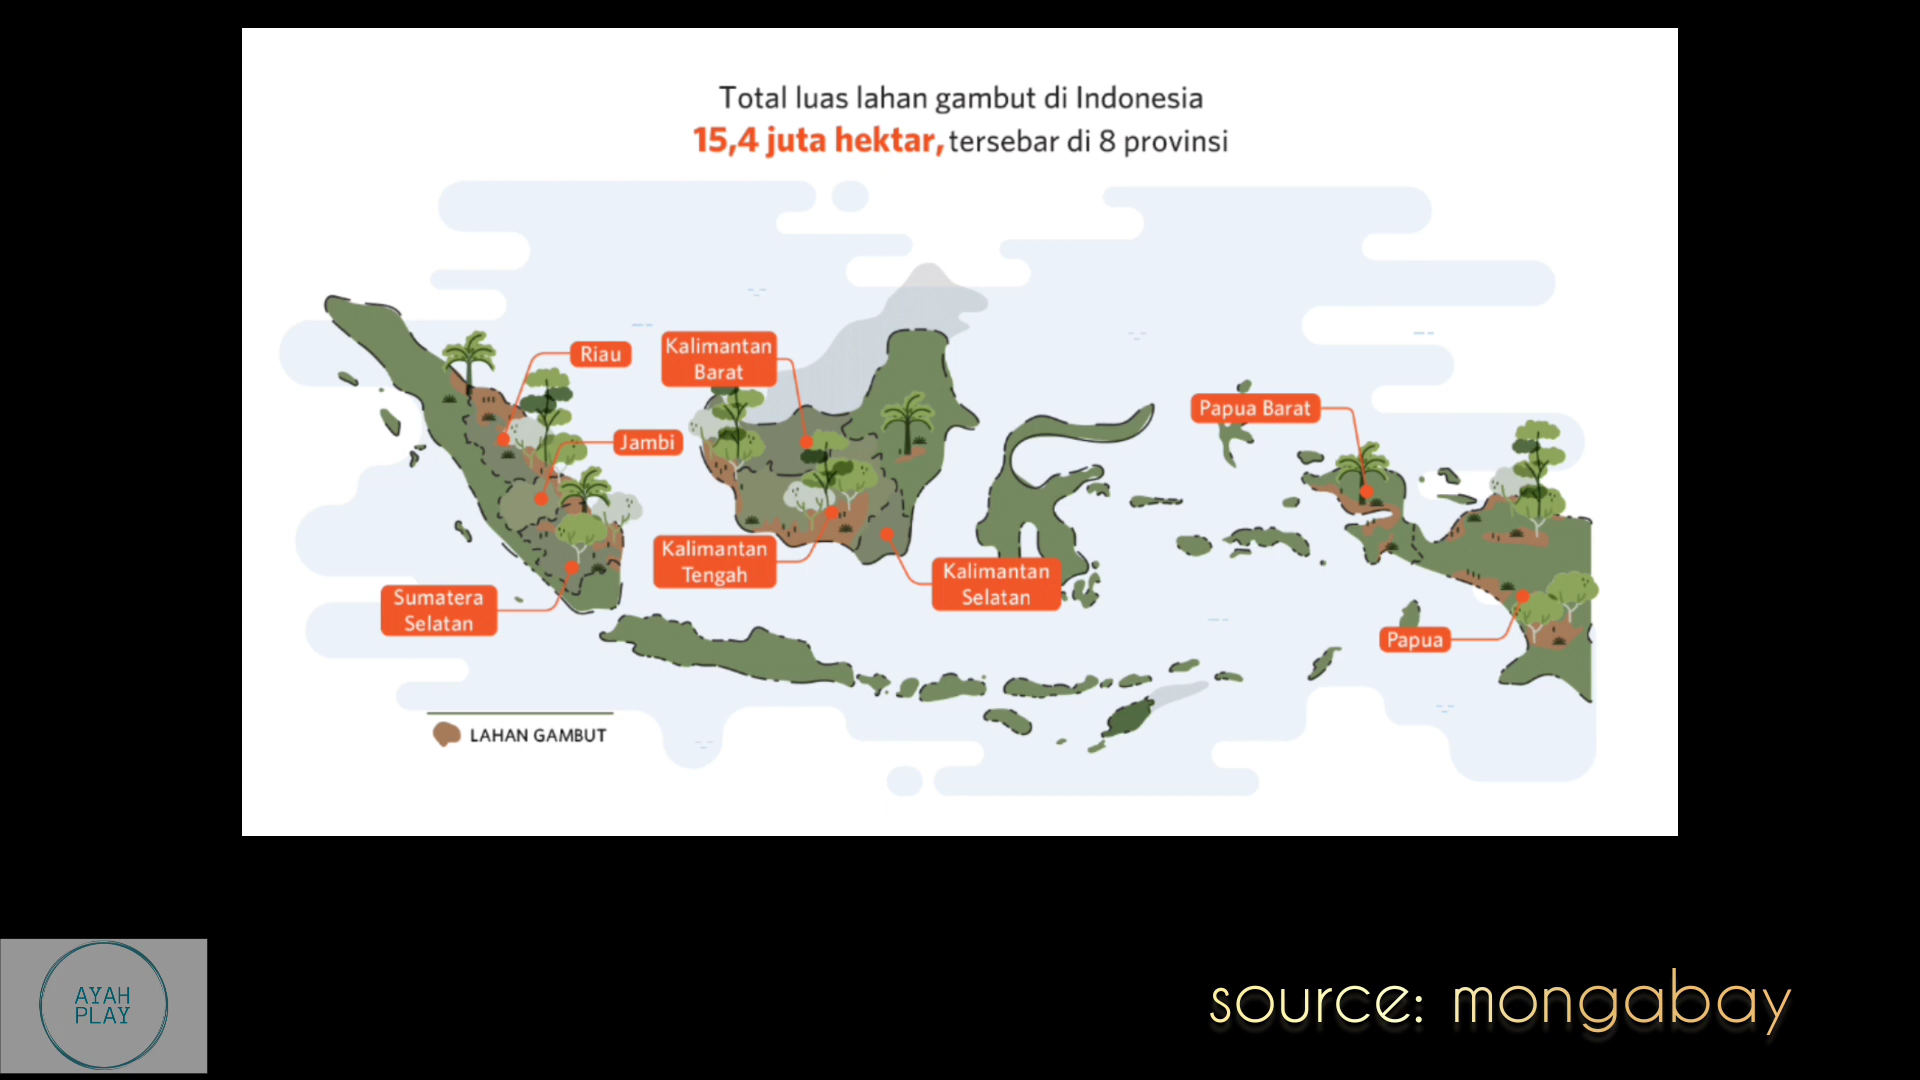 Total luas lahan gambut di Indonesia
15,4 juta hektar, tersebar di 8 provinsi
Riau
Kalimantan
Barat
Papua Barat
Jambi
Kalimantan
Tengah
Kalimantan
Selatan
Sumatera
Selatan
Papua
LAHAN GAMBUT
AYAH
PLAY
source: mongabay